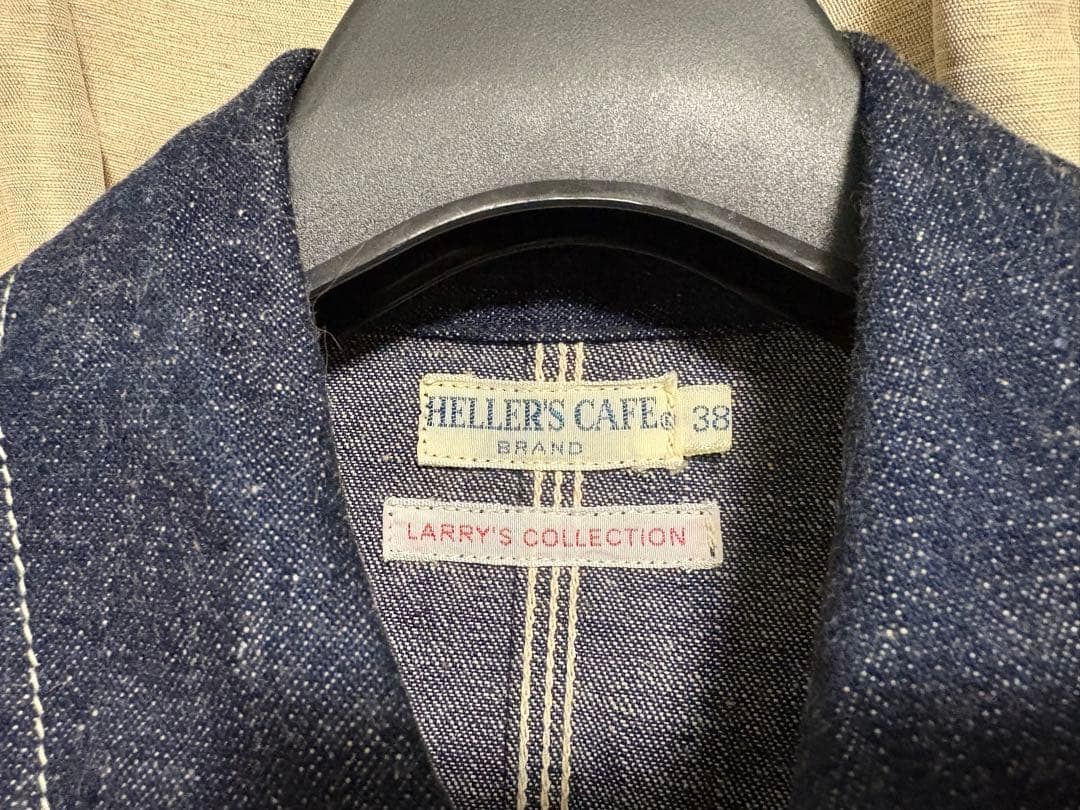 HELLER'S CAFE® 38
BRAND
LARRY'S COLLECTION